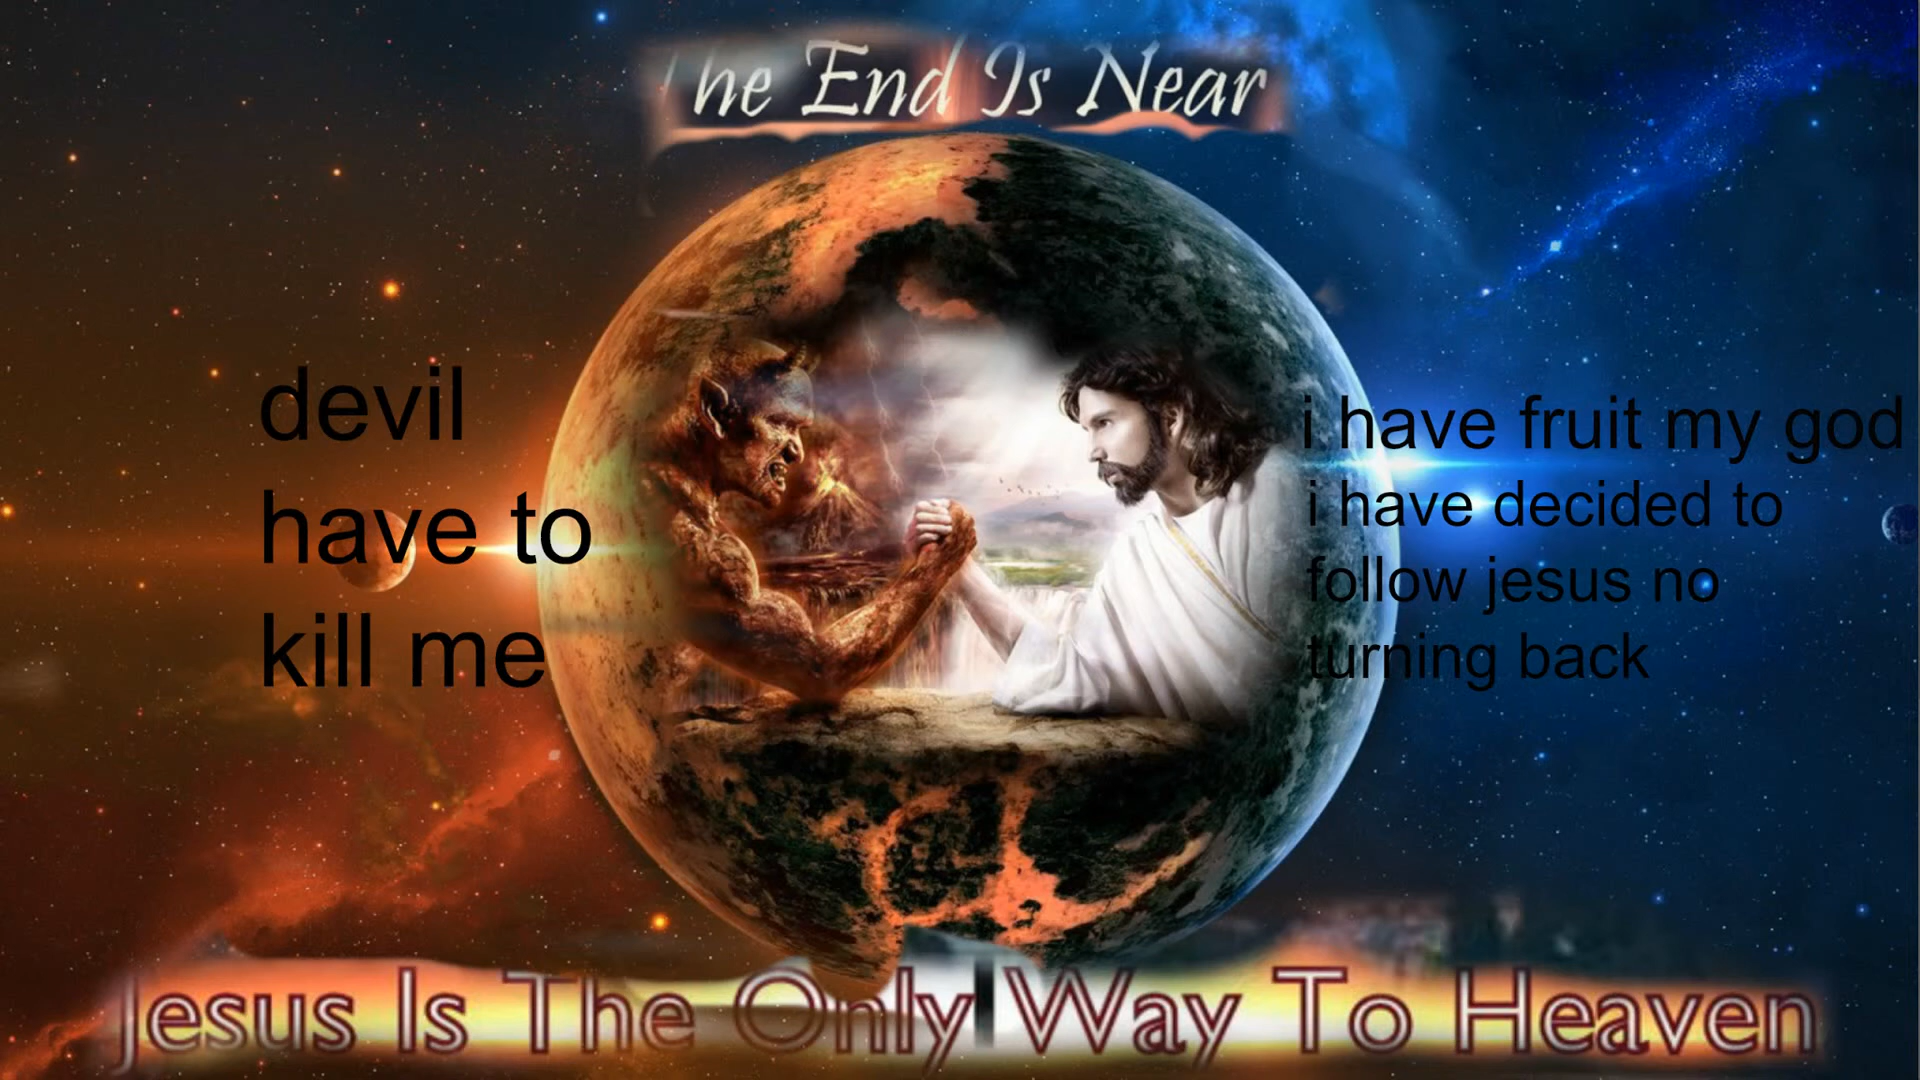 The End Is Near
devil
have to
kill me
i have fruit my god
i have decided to
follow jesus no
turning back
Jesus Is The Only Way To Heaven